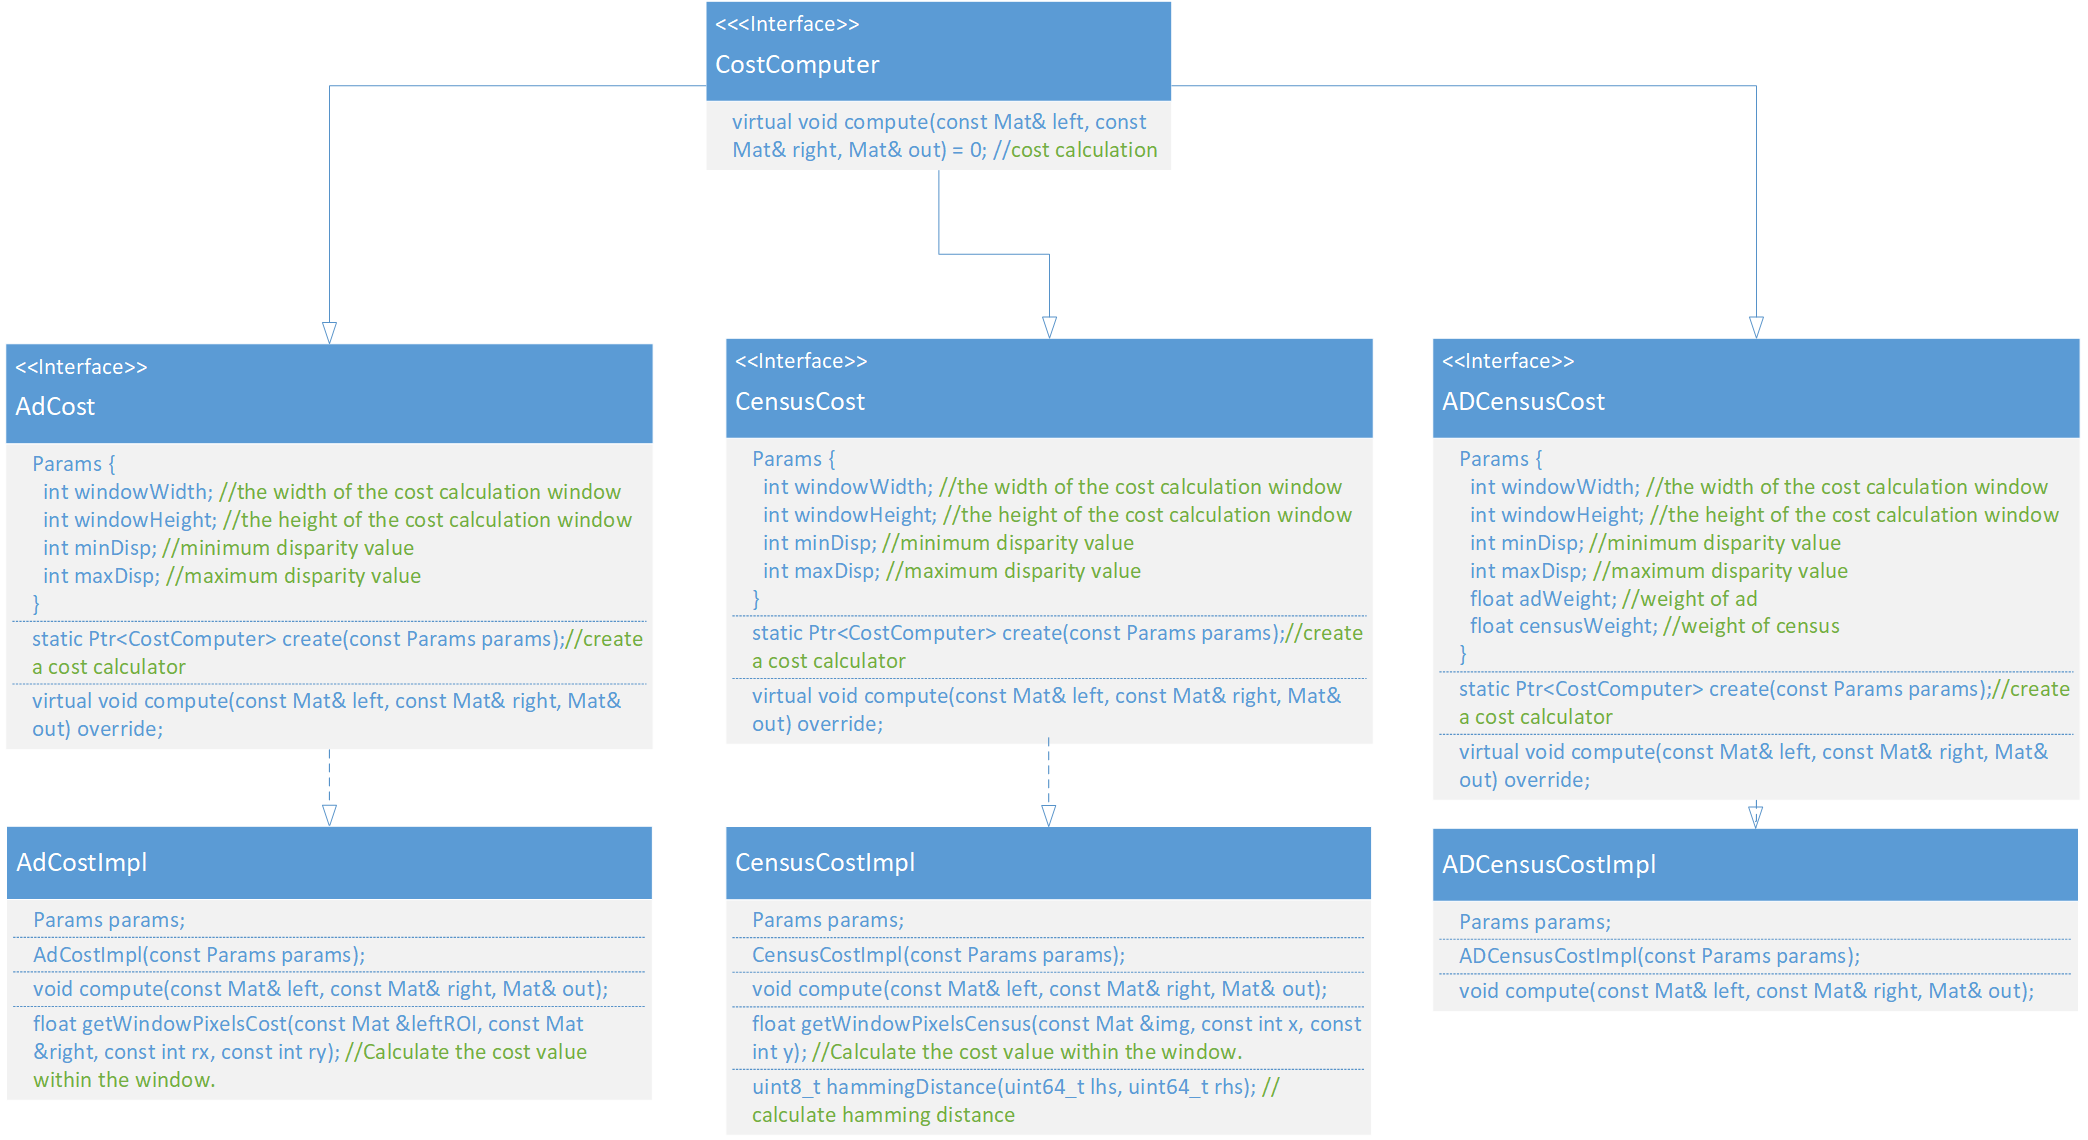 <<<Interface>>
CostComputer
virtual void compute(const Mat& left, const
Mat& right, Mat& out) = 0; //cost calculation
<<Interface>>
AdCost
Params {
int windowWidth; //the width of the cost calculation window
int windowHeight; //the height of the cost calculation window
int minDisp; //minimum disparity value
int maxDisp; //maximum disparity value
}
static Ptr<CostComputer> create(const Params params);//create
a cost calculator
virtual void compute(const Mat& left, const Mat& right, Mat&
out) override;
<<Interface>>
CensusCost
Params {
int windowWidth; //the width of the cost calculation window
int windowHeight; //the height of the cost calculation window
int minDisp; //minimum disparity value
int maxDisp; //maximum disparity value
}
static Ptr<CostComputer> create(const Params params);//create
a cost calculator
virtual void compute(const Mat& left, const Mat& right, Mat&
out) override;
<<Interface>>
ADCensusCost
Params {
int windowWidth; //the width of the cost calculation window
int windowHeight; //the height of the cost calculation window
int minDisp; //minimum disparity value
int maxDisp; //maximum disparity value
float adWeight; //weight of ad
float censusWeight; //weight of census
}
static Ptr<CostComputer> create(const Params params);//create
a cost calculator
virtual void compute(const Mat& left, const Mat& right, Mat&
out) override;
AdCostImpl
Params params;
AdCostImpl(const Params params);
void compute(const Mat& left, const Mat& right, Mat& out);
float getWindowPixelsCost(const Mat &leftROI, const Mat
&right, const int rx, const int ry); //Calculate the cost value
within the window.
CensusCostImpl
Params params;
CensusCostImpl(const Params params);
void compute(const Mat& left, const Mat& right, Mat& out);
float getWindowPixelsCensus(const Mat &img, const int x, const
int y); //Calculate the cost value within the window.
uint8_t hammingDistance(uint64_t lhs, uint64_t rhs); //
calculate hamming distance
ADCensusCostImpl
Params params;
ADCensusCostImpl(const Params params);
void compute(const Mat& left, const Mat& right, Mat& out);